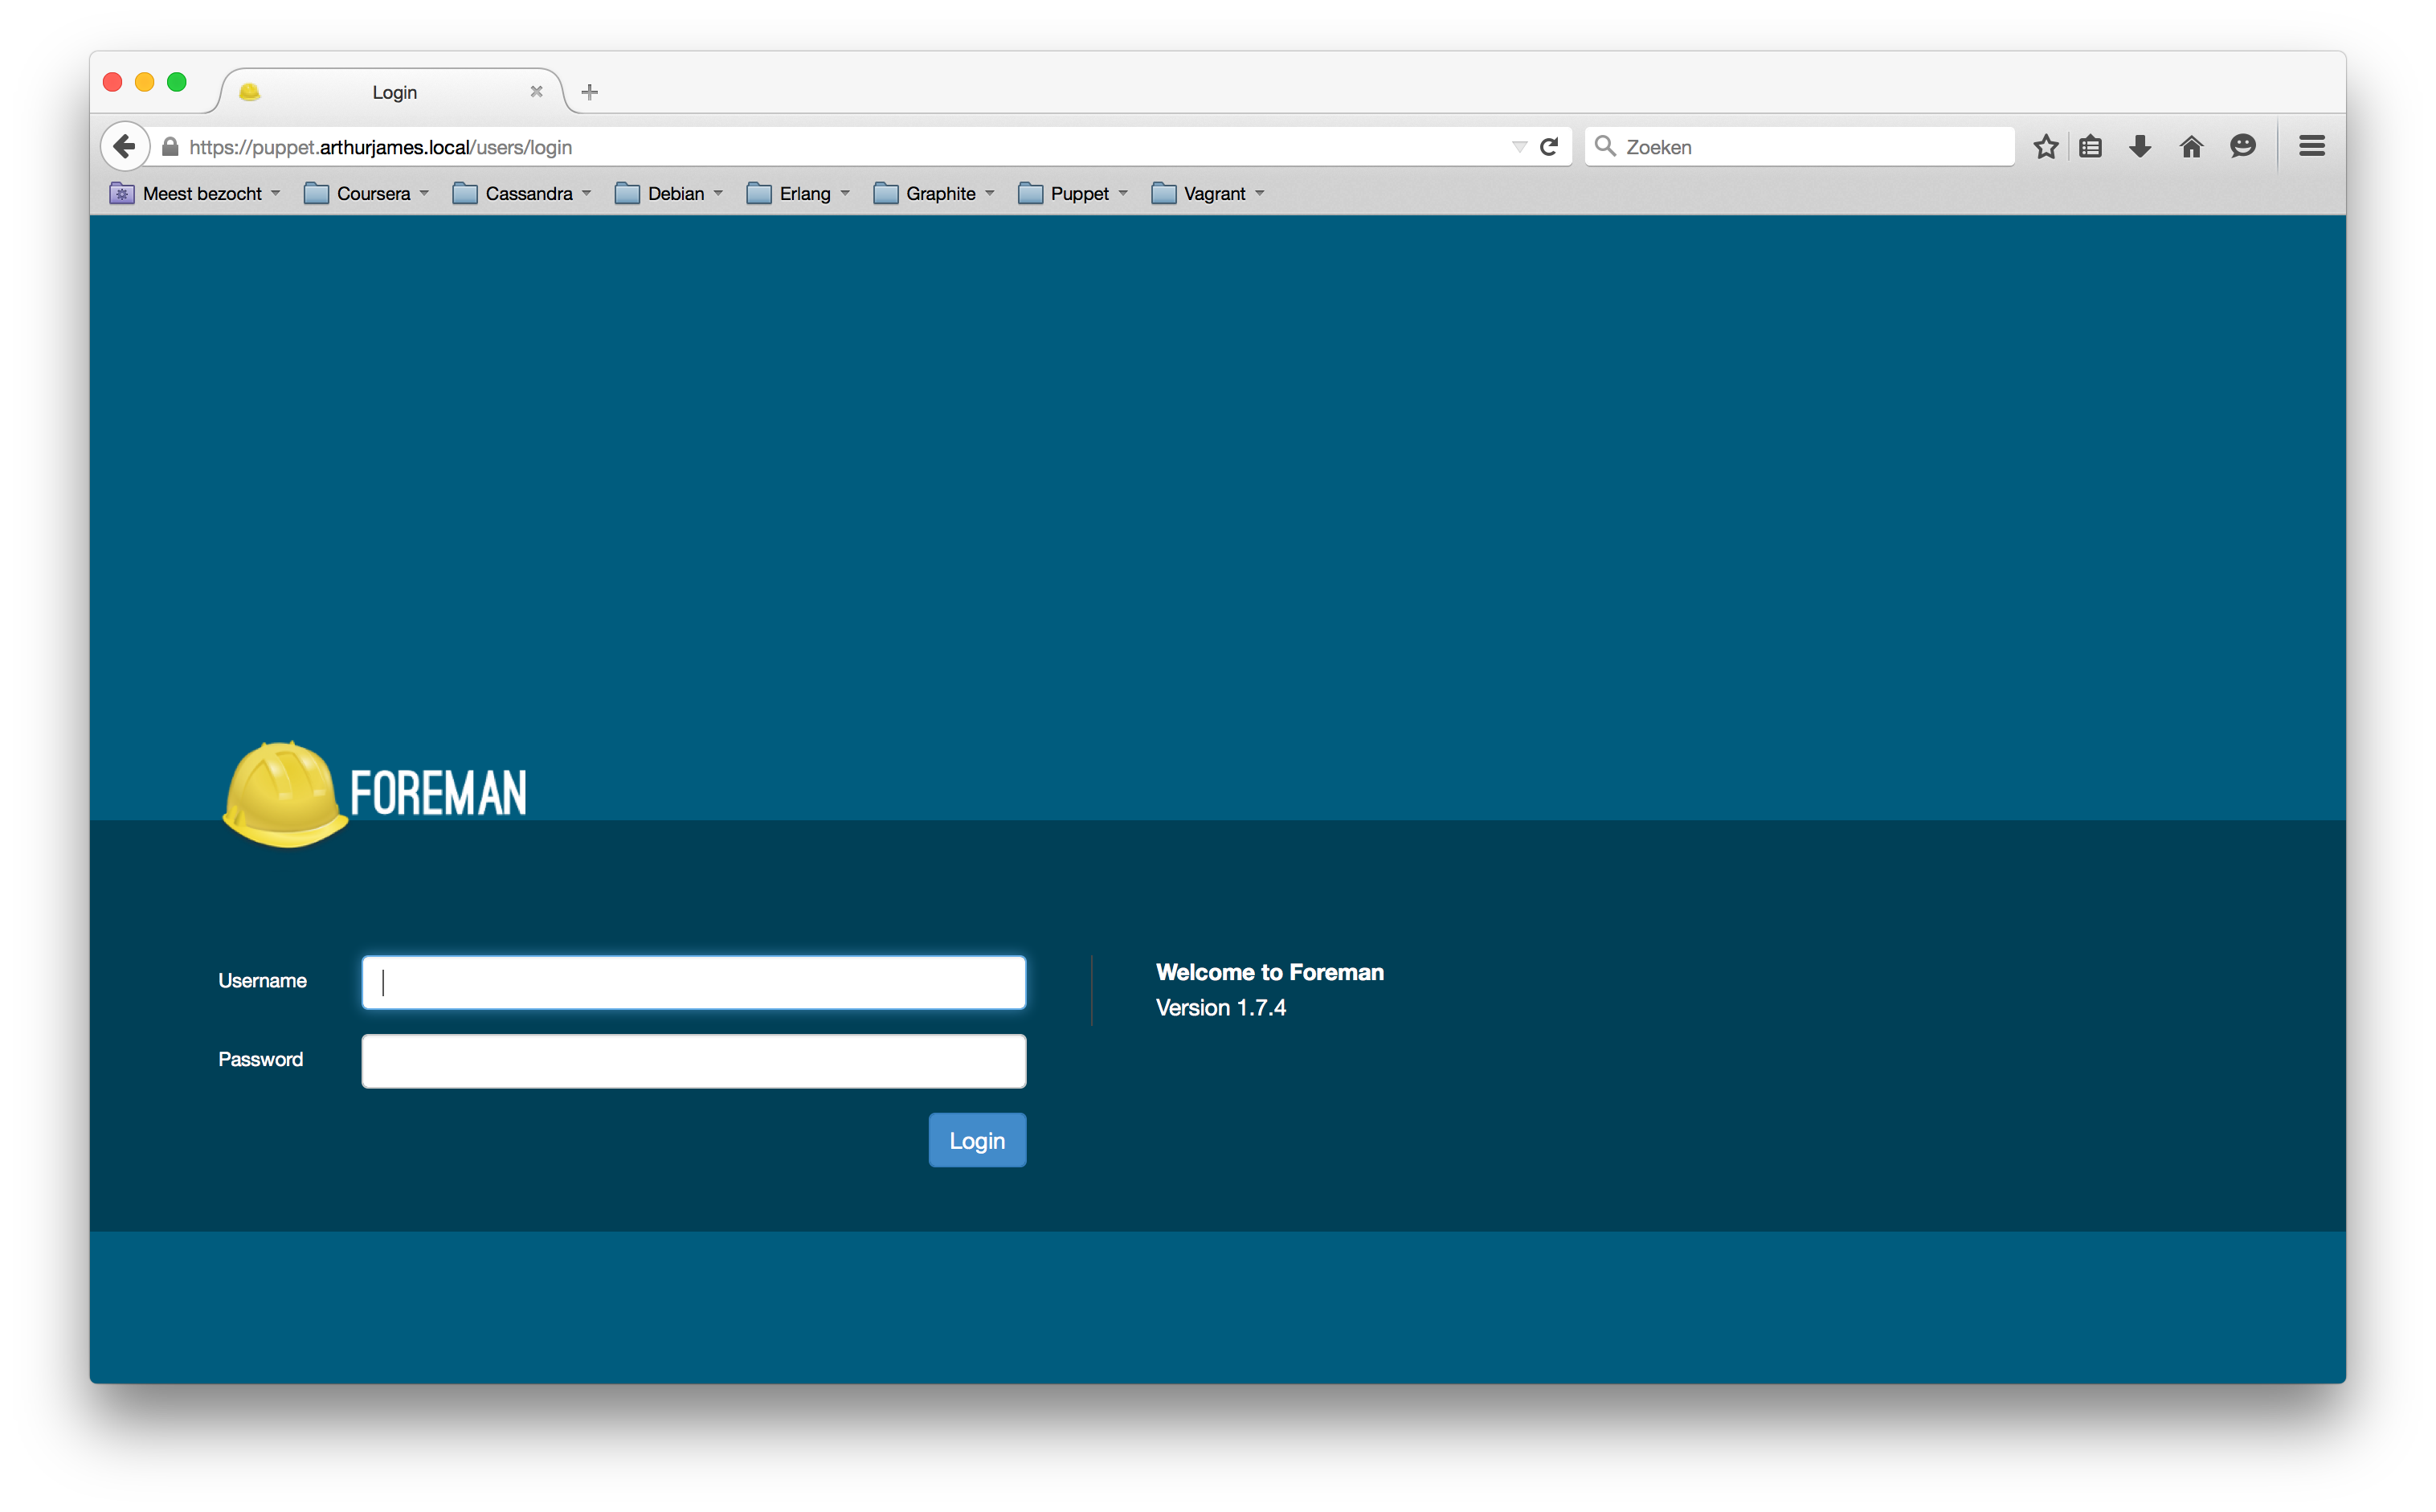 Login
https://puppet.arthurjames.local/users/login
Zoeken
Meest bezocht Coursera Cassandra Debian Erlang Graphite Puppet Vagrant
FOREMAN
Username
Welcome to Foreman
Version 1.7.4
Password
Login